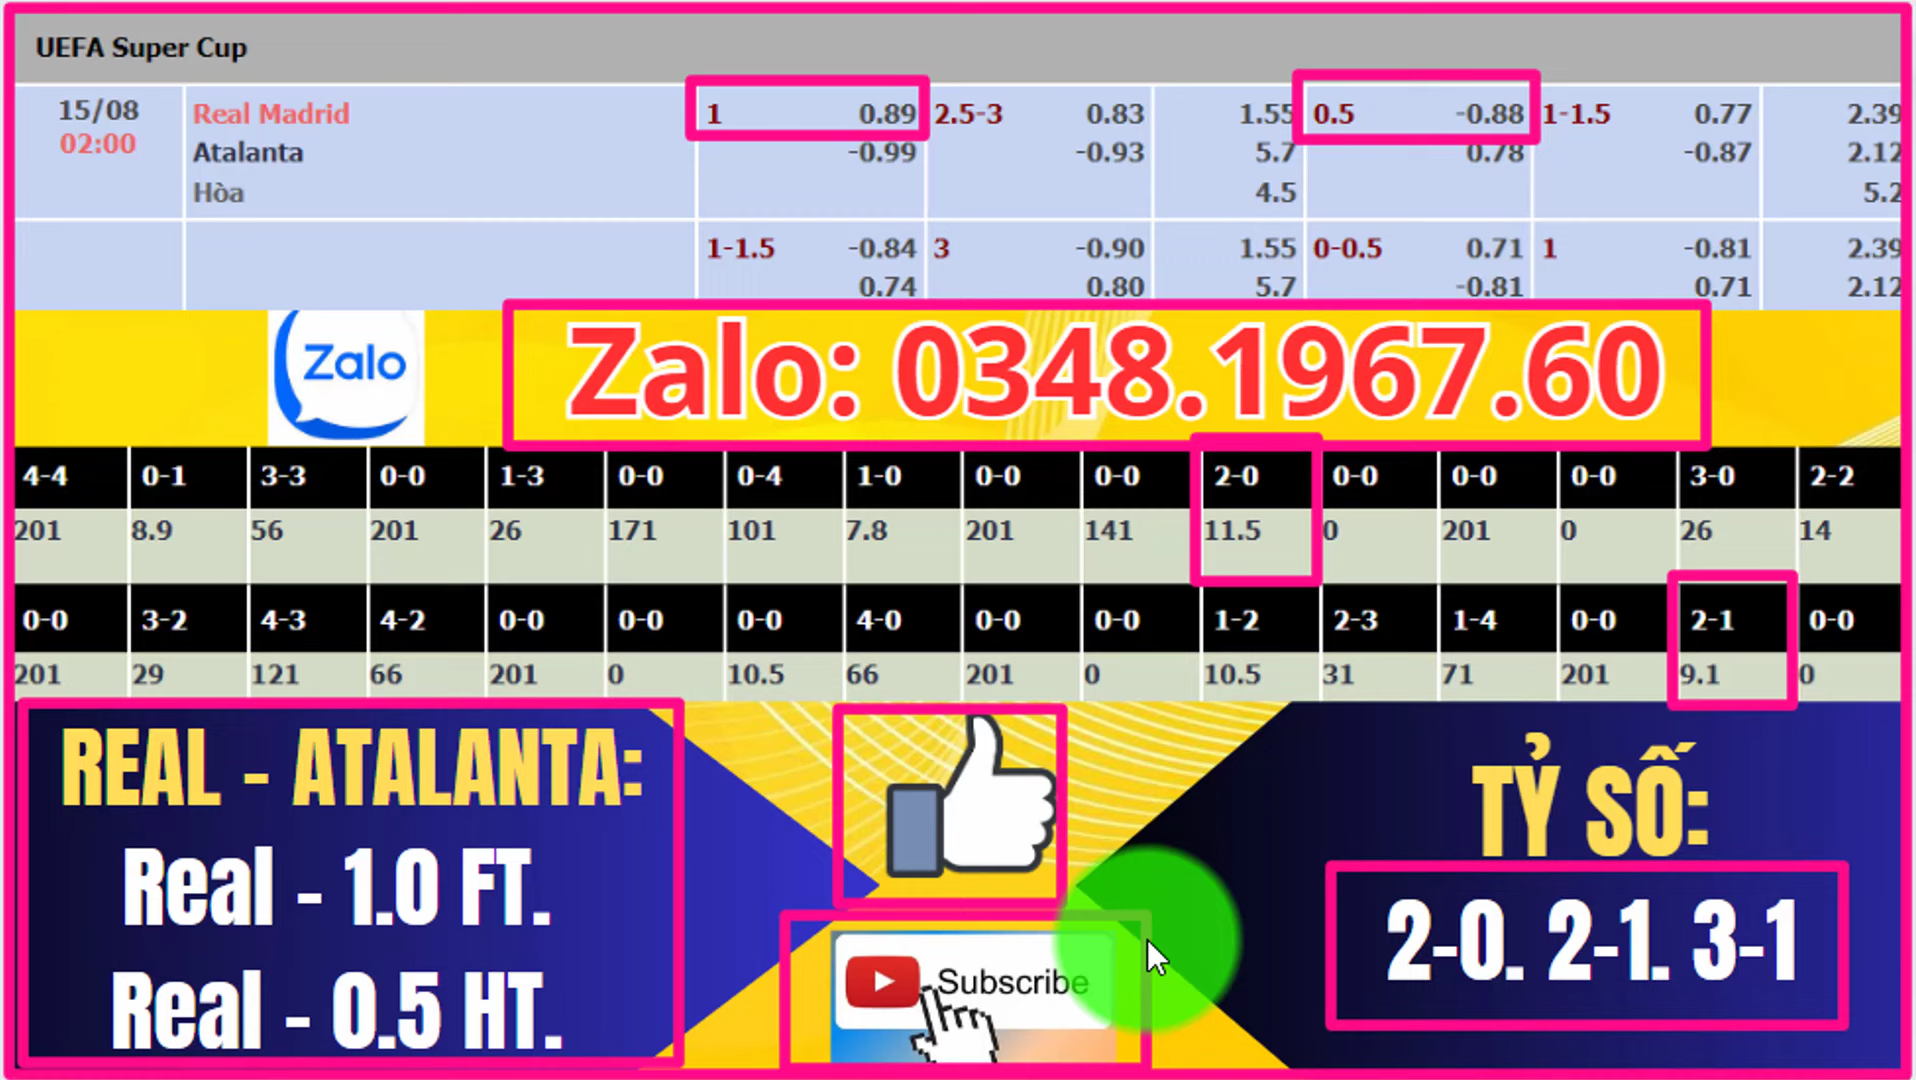 UEFA Super Cup
15/08 Real Madrid 1 0.89 2.5-3 0.83 1.55 0.5 -0.88 1-1.5 0.77 2.39
02:00 Atalanta -0.99 -0.93 5.7 0.78 -0.87 2.12
Hòa 4.5 5.2
1-1.5 -0.84 3 -0.90 1.55 0-0.5 0.71 1 -0.81 2.39
0.74 0.80 5.7 -0.81 0.71 2.12
Zalo
Zalo: 0348.1967.60
4-4 0-1 3-3 0-0 1-3 0-0 0-4 1-0 0-0 0-0 2-0 0-0 0-0 0-0 3-0 2-2
201 8.9 56 201 26 171 101 7.8 201 141 11.5 0 201 0 26 14
0-0 3-2 4-3 4-2 0-0 0-0 0-0 4-0 0-0 0-0 1-2 2-3 1-4 0-0 2-1 0-0
201 29 121 66 201 0 10.5 66 201 0 10.5 31 71 201 9.1 0
REAL - ATALANTA:
Real - 1.0 FT.
Real - 0.5 HT.
Subscribe
TỶ SỐ:
2-0. 2-1. 3-1